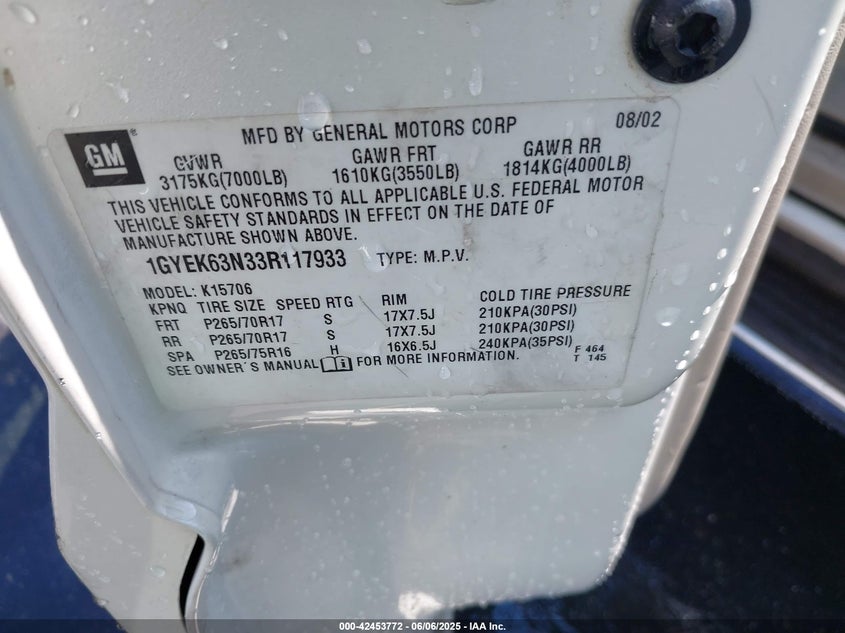 GM ®
MFD BY GENERAL MOTORS CORP 08/02
GVWR GAWR FRT GAWR RR
3175KG(7000LB) 1610KG(3550LB) 1814KG(4000LB)
THIS VEHICLE CONFORMS TO ALL APPLICABLE U.S. FEDERAL MOTOR
VEHICLE SAFETY STANDARDS IN EFFECT ON THE DATE OF
MANUFACTURE SHOWN ABOVE.
1GYEK63N33R117933 TYPE: M.P.V.
MODEL: K15706
KPNQ TIRE SIZE SPEED RTG RIM COLD TIRE PRESSURE
FRT P265/70R17 S 17X7.5J 210KPA(30PSI)
RR P265/70R17 S 17X7.5J 210KPA(30PSI)
SPA P265/75R16 H 16X6.5J 240KPA(35PSI) F 464
SEE OWNER'S MANUAL i FOR MORE INFORMATION. T 145
000-42453772 - 06/06/2025 - IAA Inc.